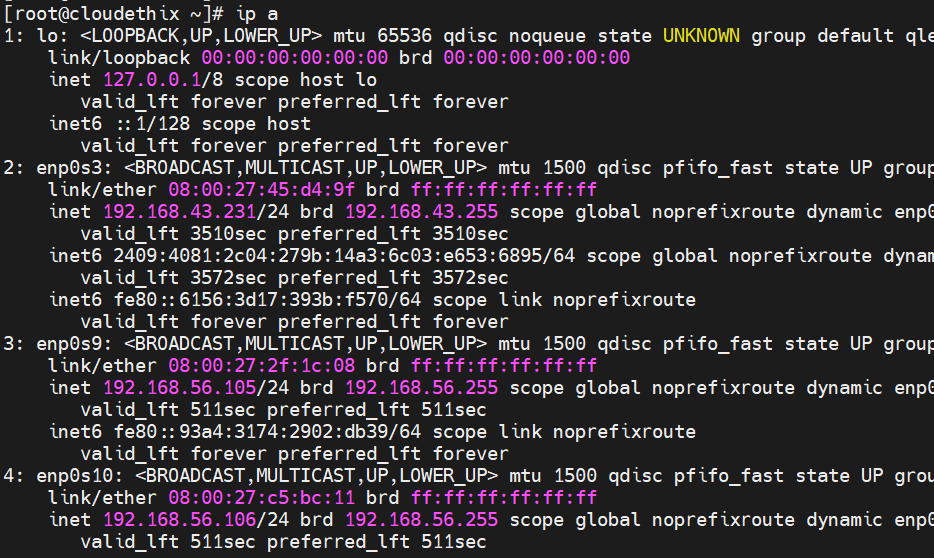 [root@cloudethix ~]# ip a
1: lo: <LOOPBACK,UP,LOWER_UP> mtu 65536 qdisc noqueue state UNKNOWN group default qle
link/loopback 00:00:00:00:00:00 brd 00:00:00:00:00:00
inet 127.0.0.1/8 scope host lo
valid_lft forever preferred_lft forever
inet6 ::1/128 scope host
valid_lft forever preferred_lft forever
2: enp0s3: <BROADCAST,MULTICAST,UP,LOWER_UP> mtu 1500 qdisc pfifo_fast state UP group
link/ether 08:00:27:45:d4:9f brd ff:ff:ff:ff:ff:ff
inet 192.168.43.231/24 brd 192.168.43.255 scope global noprefixroute dynamic enp0
valid_lft 3510sec preferred_lft 3510sec
inet6 2409:4081:2c04:279b:14a3:6c03:e653:6895/64 scope global noprefixroute dynam
valid_lft 3572sec preferred_lft 3572sec
inet6 fe80::6156:3d17:393b:f570/64 scope link noprefixroute
valid_lft forever preferred_lft forever
3: enp0s9: <BROADCAST,MULTICAST,UP,LOWER_UP> mtu 1500 qdisc pfifo_fast state UP group
link/ether 08:00:27:2f:1c:08 brd ff:ff:ff:ff:ff:ff
inet 192.168.56.105/24 brd 192.168.56.255 scope global noprefixroute dynamic enp0
valid_lft 511sec preferred_lft 511sec
inet6 fe80::93a4:3174:2902:db39/64 scope link noprefixroute
valid_lft forever preferred_lft forever
4: enp0s10: <BROADCAST,MULTICAST,UP,LOWER_UP> mtu 1500 qdisc pfifo_fast state UP grou
link/ether 08:00:27:c5:bc:11 brd ff:ff:ff:ff:ff:ff
inet 192.168.56.106/24 brd 192.168.56.255 scope global noprefixroute dynamic enp0
valid_lft 511sec preferred_lft 511sec